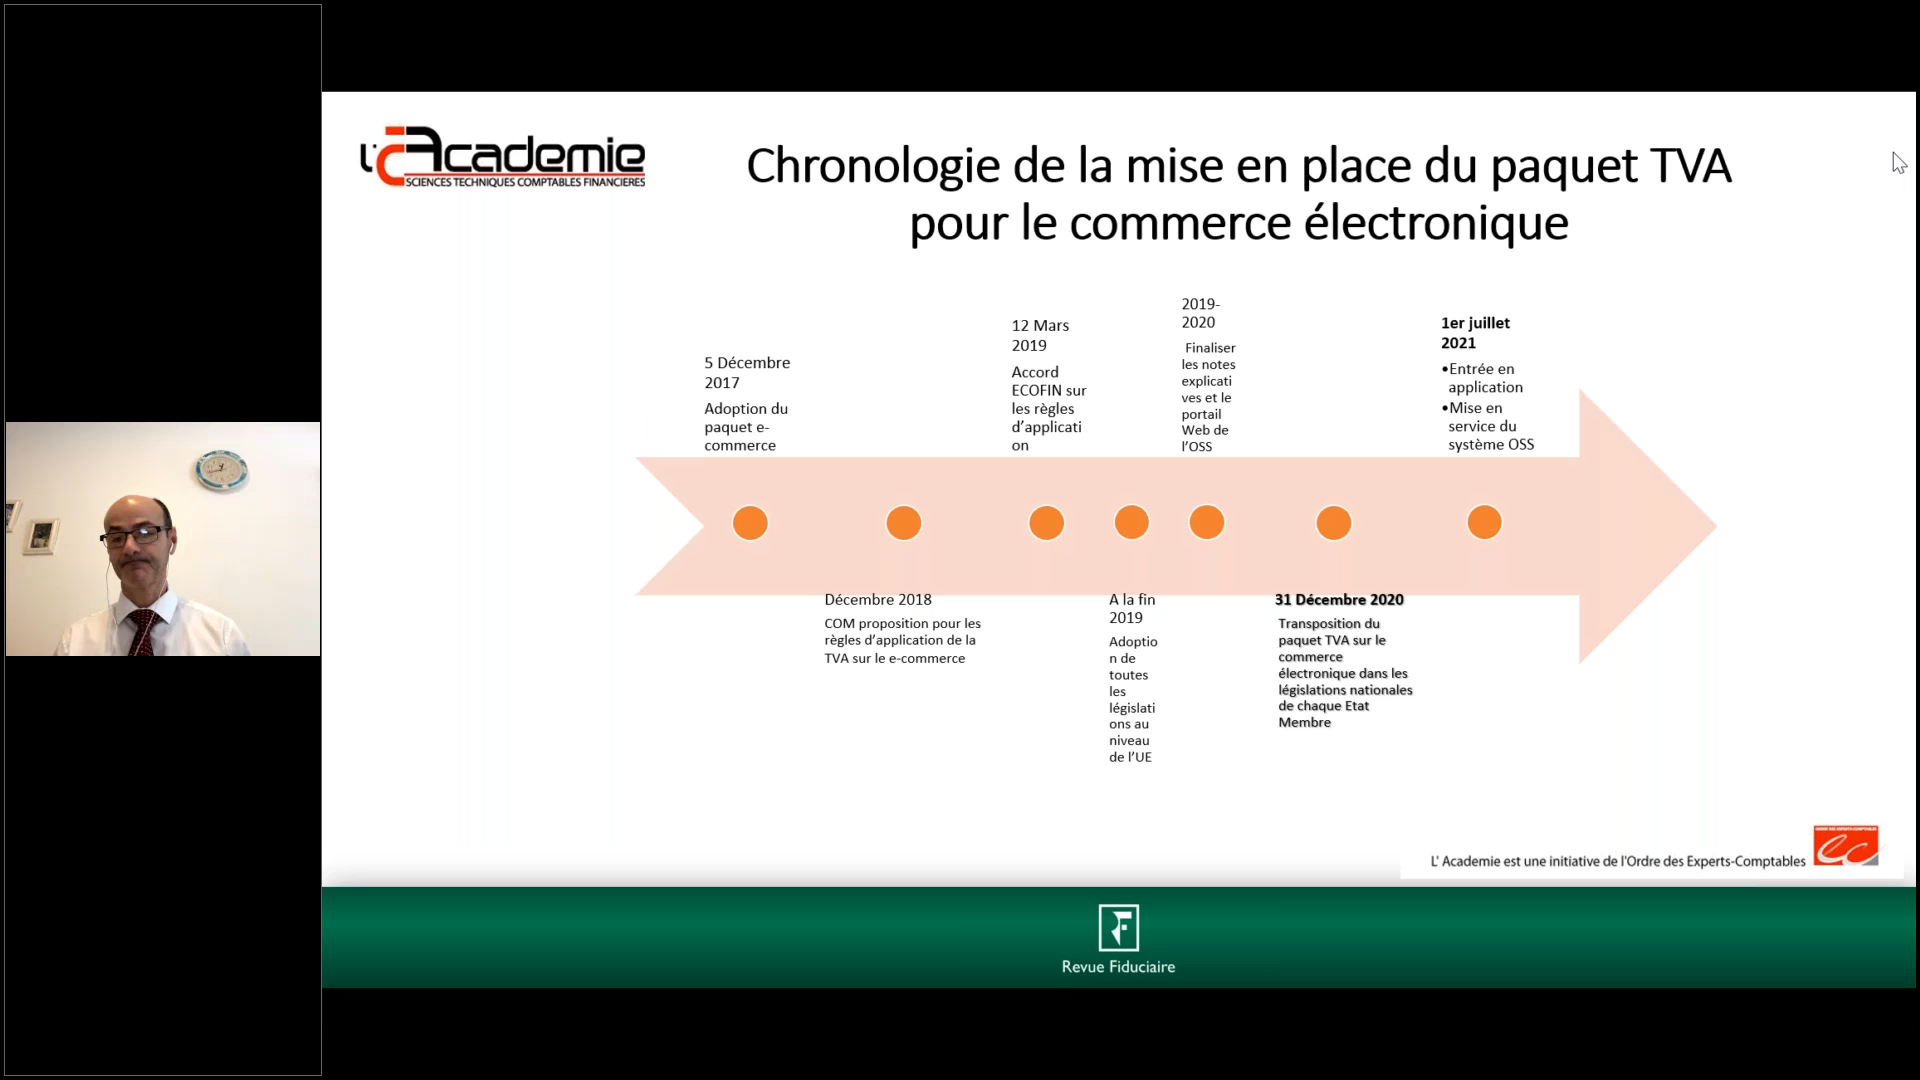 L'Academie
SCIENCES TECHNIQUES COMPTABLES FINANCIERES
Chronologie de la mise en place du paquet TVA
pour le commerce électronique
5 Décembre
2017
Adoption du
paquet e-
commerce
Décembre 2018
COM proposition pour les
règles d'application de la
TVA sur le e-commerce
12 Mars
2019
Accord
ECOFIN sur
les règles
d'applicati
on
A la fin
2019
Adoptio
n de
toutes
les
législati
ons au
niveau
de l'UE
2019-
2020
Finaliser
les notes
explicati
ves et le
portail
Web de
l'OSS
31 Décembre 2020
Transposition du
paquet TVA sur le
commerce
électronique dans les
législations nationales
de chaque Etat
Membre
1er juillet
2021
•Entrée en
application
•Mise en
service du
système OSS
L' Academie est une initiative de l'Ordre des Experts-Comptables
ORDRE DES EXPERTS-COMPTABLES
ec
RF
Revue Fiduciaire